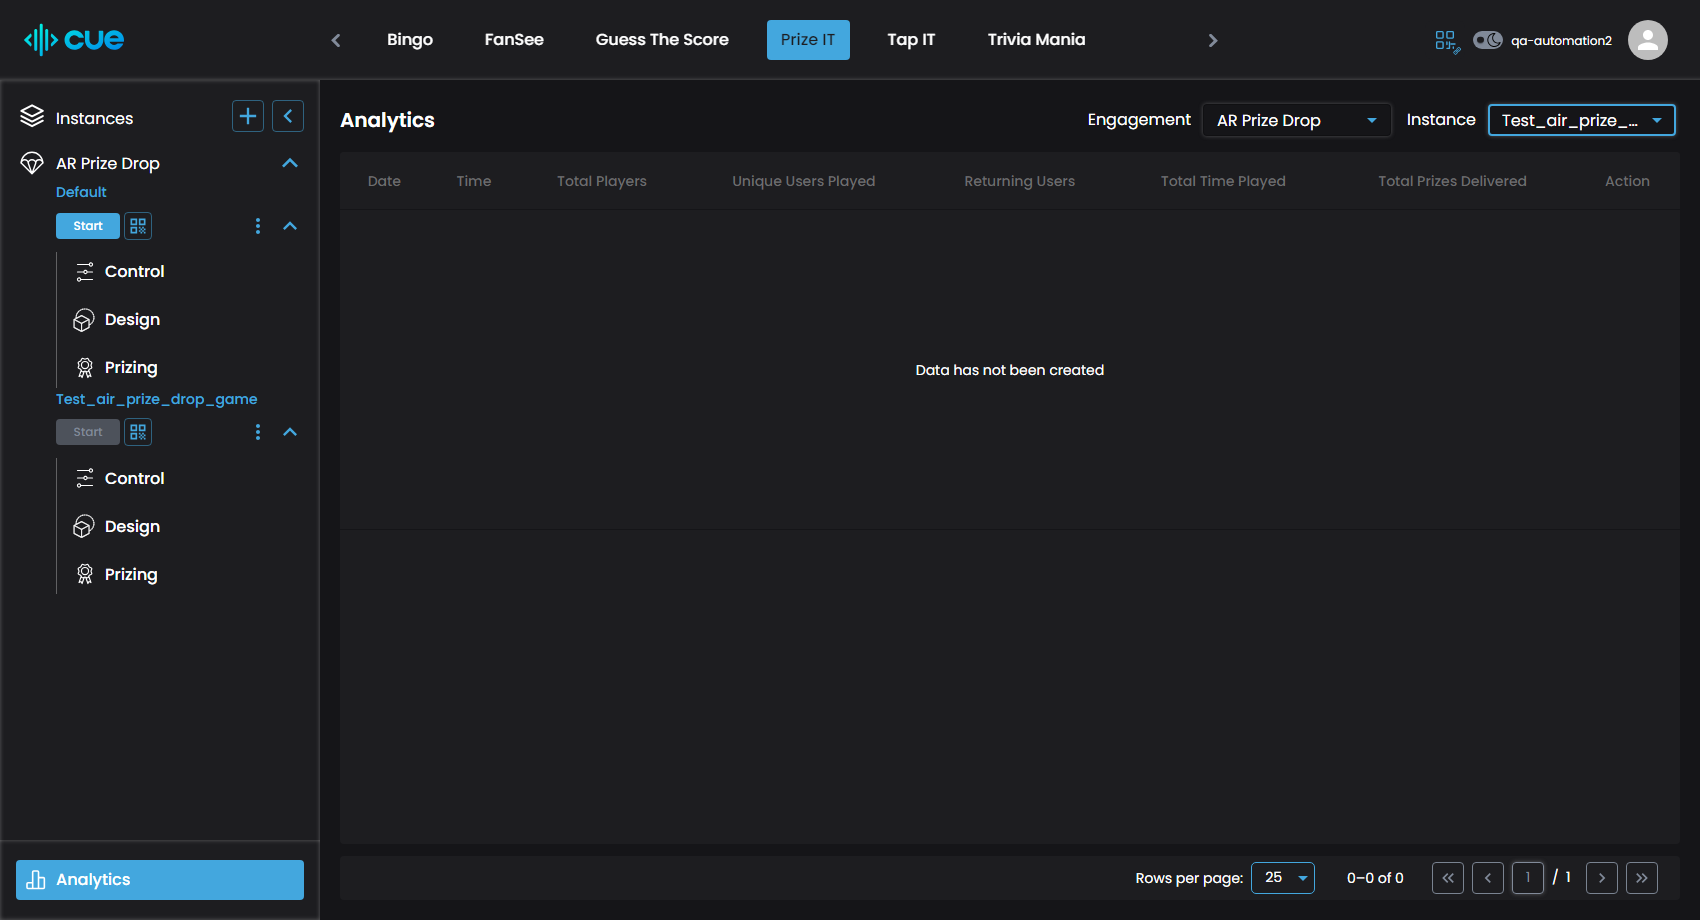 cue
Bingo
FanSee
Guess The Score
Prize IT
Tap IT
Trivia Mania
qa-automation2
Instances
AR Prize Drop
Default
Start
Control
Design
Prizing
Test_air_prize_drop_game
Start
Control
Design
Prizing
Analytics
Analytics
Engagement
AR Prize Drop
Instance
Test_air_prize_...
Date
Time
Total Players
Unique Users Played
Returning Users
Total Time Played
Total Prizes Delivered
Action
Data has not been created
Rows per page:
25
0–0 of 0
1
/ 1